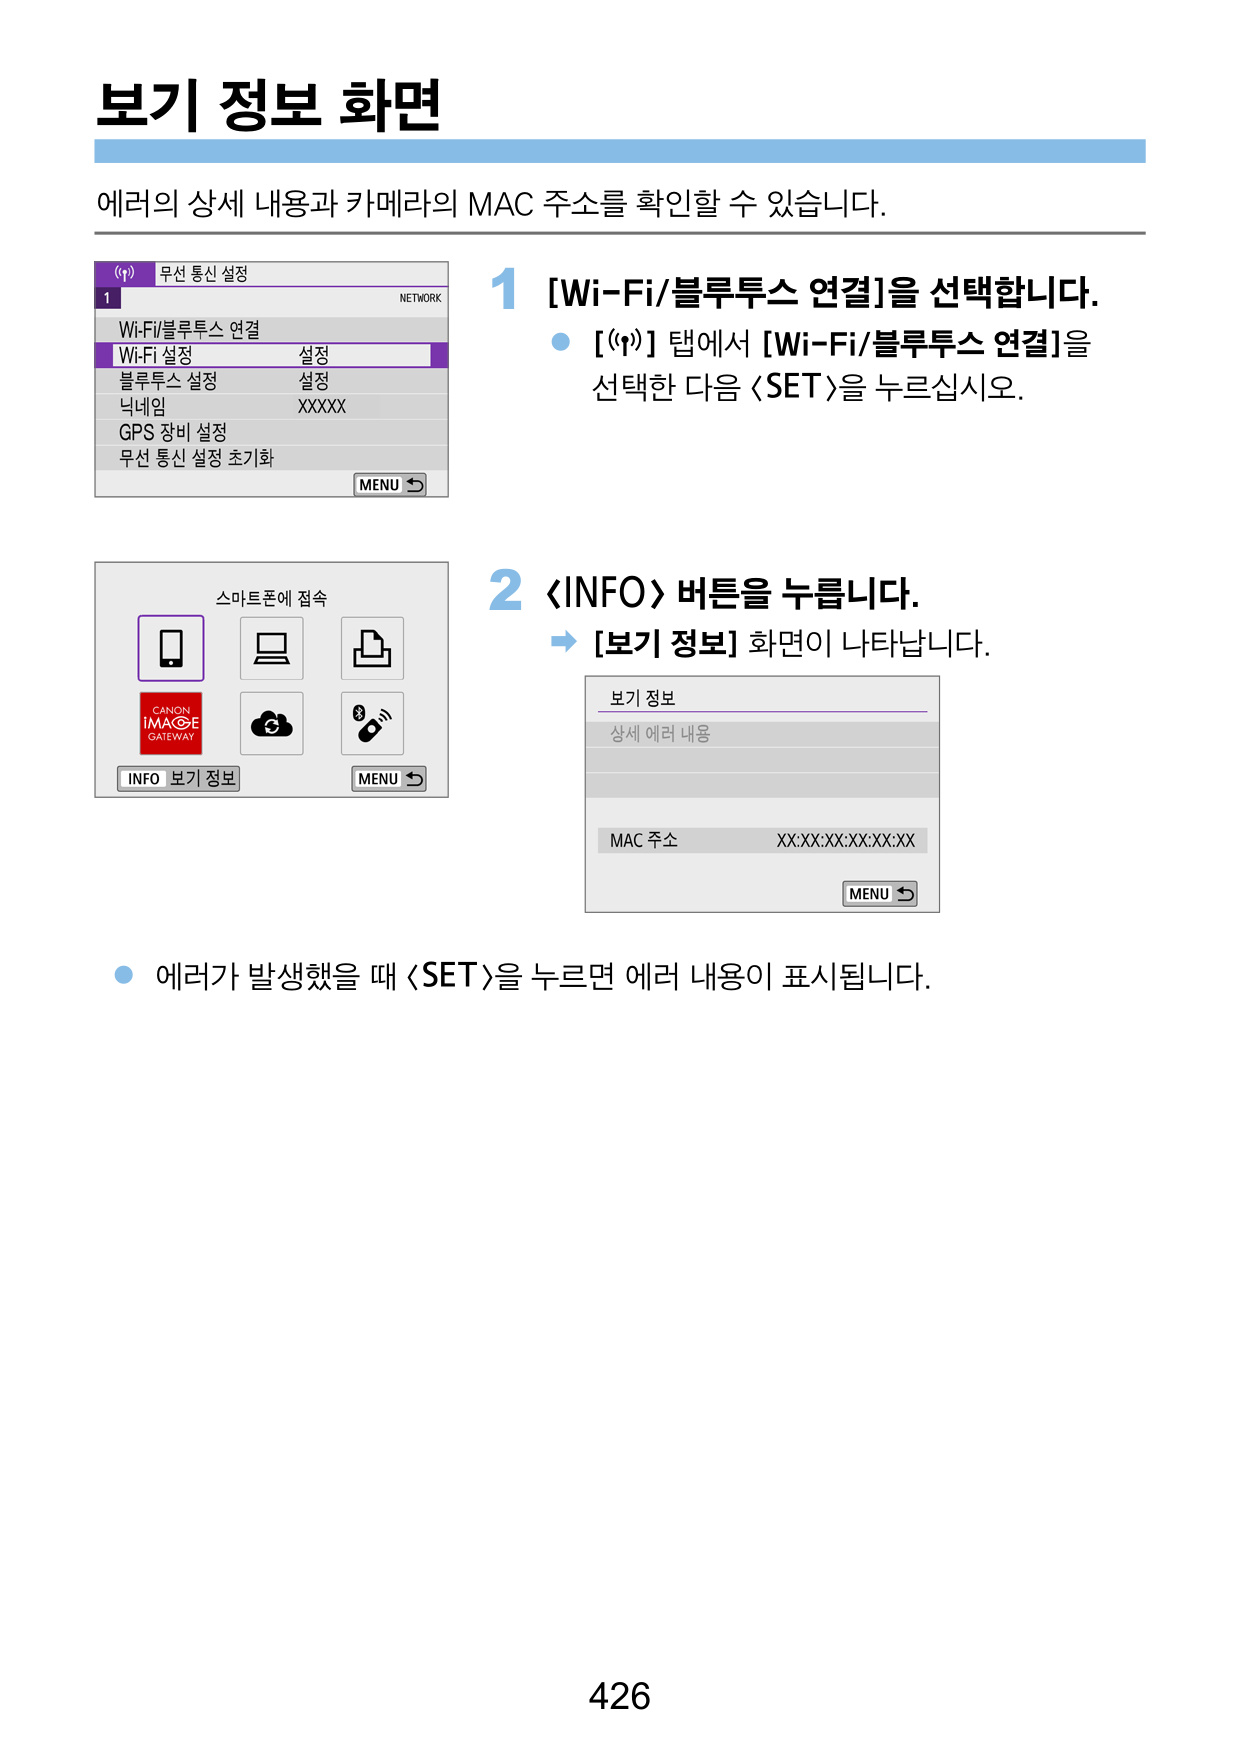 보기 정보 화면
에러의 상세 내용과 카메라의 MAC 주소를 확인할 수 있습니다.
무선 통신 설정
1 NETWORK
Wi-Fi/블루투스 연결
Wi-Fi 설정 설정
블루투스 설정 설정
닉네임 XXXXX
GPS 장비 설정
무선 통신 설정 초기화
MENU
1 [Wi-Fi/블루투스 연결]을 선택합니다.
● [ ] 탭에서 [Wi-Fi/블루투스 연결]을
선택한 다음 <SET>을 누르십시오.
스마트폰에 접속
CANON
iMAGE
GATEWAY
INFO 보기 정보 MENU
2 <INFO> 버튼을 누릅니다.
➡ [보기 정보] 화면이 나타납니다.
보기 정보
상세 에러 내용
MAC 주소 XX:XX:XX:XX:XX:XX
MENU
● 에러가 발생했을 때 <SET>을 누르면 에러 내용이 표시됩니다.
426